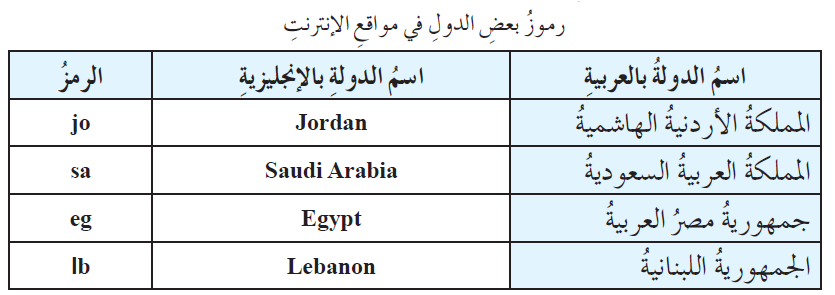 رموزُ بعضِ الدولِ في مواقعِ الإنترنتِ
اسمُ الدولةُ بالعربيةِ اسمُ الدولةِ بالإنجليزيةِ الرمزُ
المملكةُ الأردنيةُ الهاشميةُ Jordan jo
المملكةُ العربيةُ السعوديةُ Saudi Arabia sa
جمهوريةُ مصرُ العربيةُ Egypt eg
الجمهوريةُ اللبنانيةُ Lebanon lb